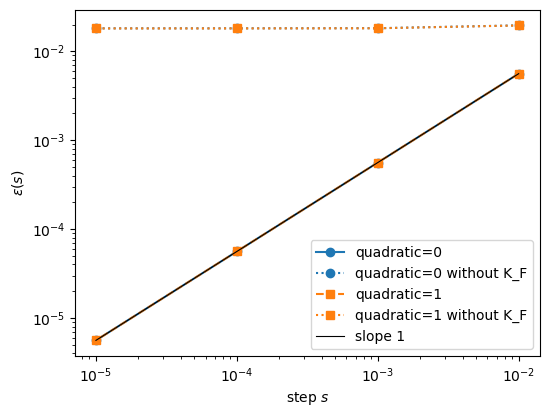 10⁻²
10⁻³
10⁻⁴
10⁻⁵
ε(s)
quadratic=0
quadratic=0 without K_F
quadratic=1
quadratic=1 without K_F
slope 1
10⁻⁵
10⁻⁴
10⁻³
10⁻²
step s